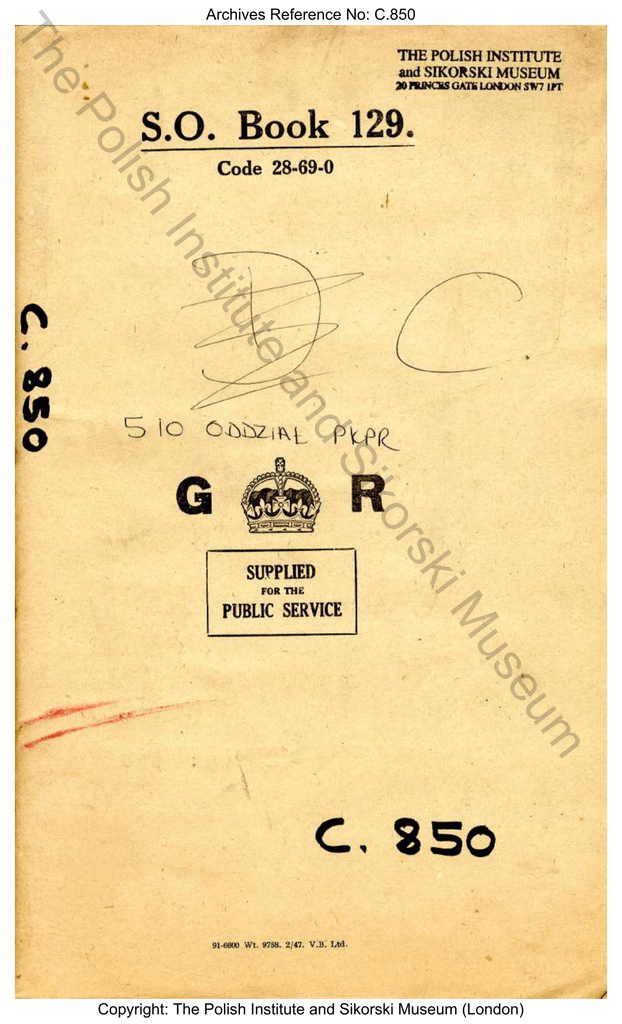 Archives Reference No: C.850
THE POLISH INSTITUTE
and SIKORSKI MUSEUM
20 PRINCES GATE LONDON SW7 1PT
S.O. Book 129.
Code 28-69-0
D C
C. 850
510 ODDZIAŁ PKPR
G R
SUPPLIED
FOR THE
PUBLIC SERVICE
C. 850
91-6600 Wt. 9758. 2/47. V.B. Ltd.
The Polish Institute and Sikorski Museum
Copyright: The Polish Institute and Sikorski Museum (London)